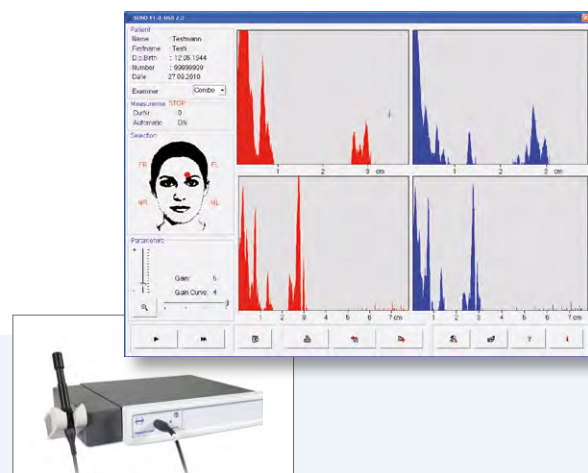 Patient
Name : Testmann
Firstname : Testi
D.o.Birth : 12.05.1944
Number : 99999999
Date 27.09.2010
Examiner Combo
Measurement STOP
CurNr 0
Automatic ON
Selection
FR FL
MR ML
Parameters
Gain: 5
Gain Curve: 4
1 2 3 cm
1 2 3 cm
1 2 3 4 5 6 7 cm
1 2 3 4 5 6 7 cm
?
i